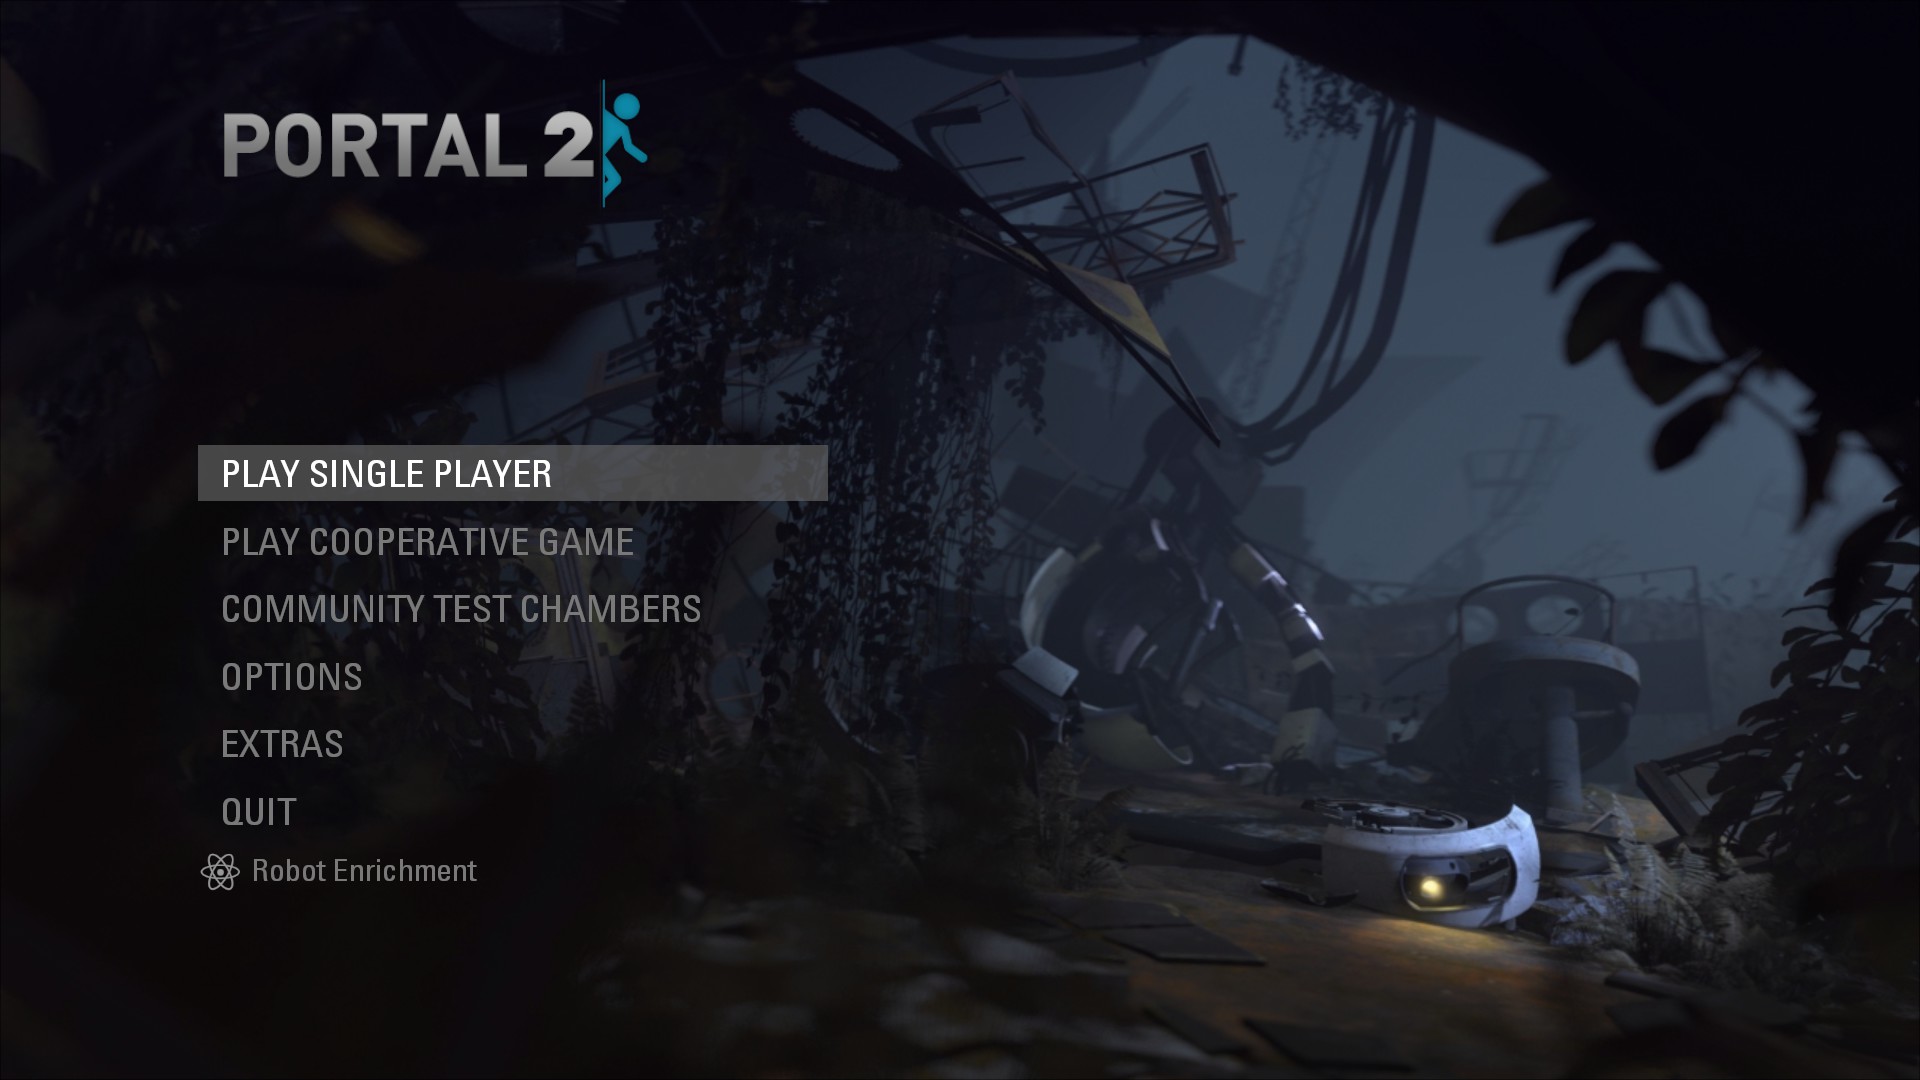 PORTAL 2
PLAY SINGLE PLAYER
PLAY COOPERATIVE GAME
COMMUNITY TEST CHAMBERS
OPTIONS
EXTRAS
QUIT
Robot Enrichment